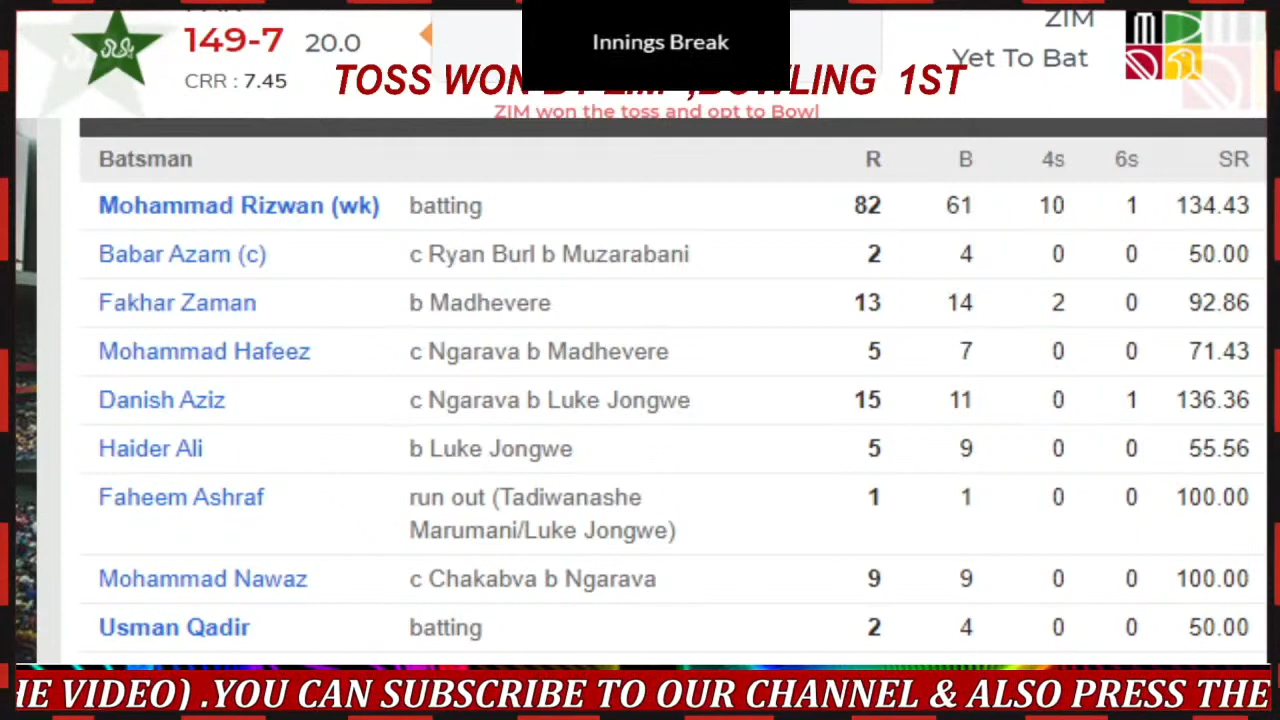 149-7 20.0
CRR : 7.45
Innings Break
ZIM
Yet To Bat
TOSS WON BY ZIM ,BOWLING 1ST
ZIM won the toss and opt to Bowl
Batsman R B 4s 6s SR
Mohammad Rizwan (wk) batting 82 61 10 1 134.43
Babar Azam (c) c Ryan Burl b Muzarabani 2 4 0 0 50.00
Fakhar Zaman b Madhevere 13 14 2 0 92.86
Mohammad Hafeez c Ngarava b Madhevere 5 7 0 0 71.43
Danish Aziz c Ngarava b Luke Jongwe 15 11 0 1 136.36
Haider Ali b Luke Jongwe 5 9 0 0 55.56
Faheem Ashraf run out (Tadiwanashe 1 1 0 0 100.00
Marumani/Luke Jongwe)
Mohammad Nawaz c Chakabva b Ngarava 9 9 0 0 100.00
Usman Qadir batting 2 4 0 0 50.00
HE VIDEO) .YOU CAN SUBSCRIBE TO OUR CHANNEL & ALSO PRESS THE